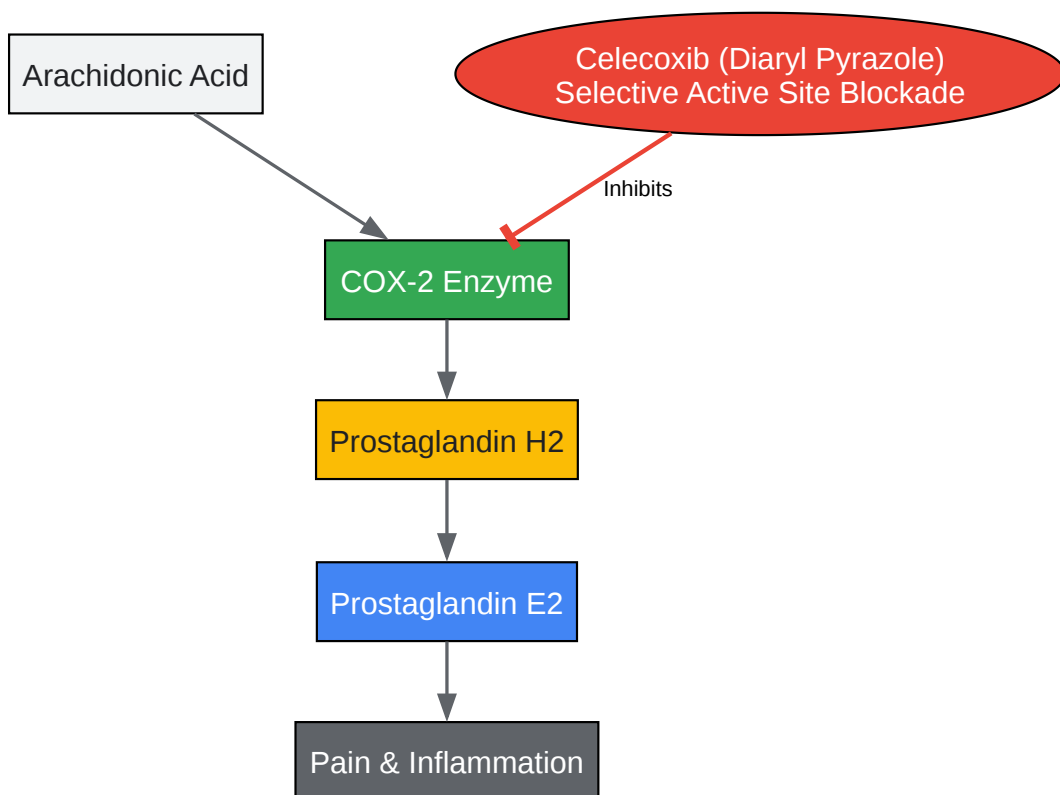 Arachidonic Acid
Celecoxib (Diaryl Pyrazole)
Selective Active Site Blockade
Inhibits
COX-2 Enzyme
Prostaglandin H2
Prostaglandin E2
Pain & Inflammation